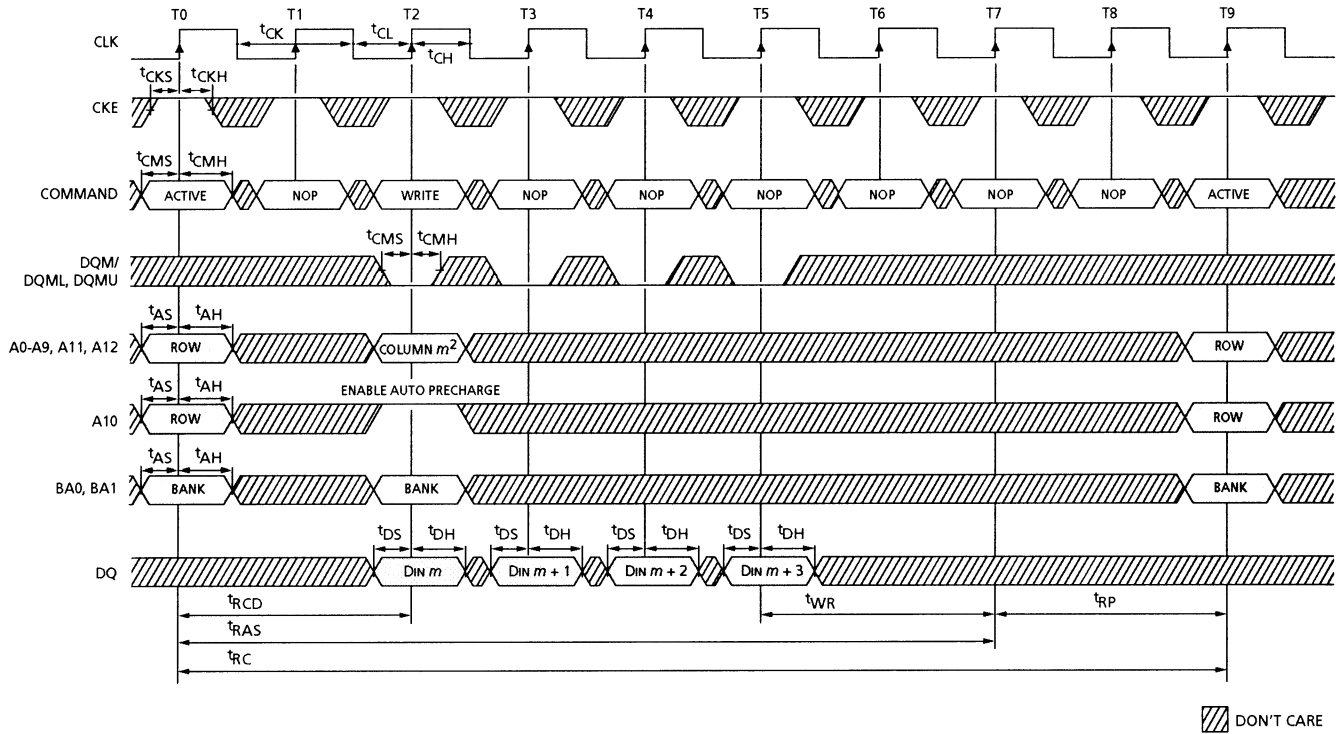 T0 T1 T2 T3 T4 T5 T6 T7 T8 T9
CLK
tCK tCL tCH
tCKS tCKH
CKE
tCMS tCMH
COMMAND ACTIVE NOP WRITE NOP NOP NOP NOP NOP NOP ACTIVE
tCMS tCMH
DQM/
DQML, DQMU
tAS tAH
A0-A9, A11, A12 ROW COLUMN m2 ROW
ENABLE AUTO PRECHARGE
tAS tAH
A10 ROW ROW
tAS tAH
BA0, BA1 BANK BANK BANK
tDS tDH tDS tDH tDS tDH tDS tDH
DQ DIN m DIN m + 1 DIN m + 2 DIN m + 3
tRCD tWR tRP
tRAS
tRC
DON'T CARE